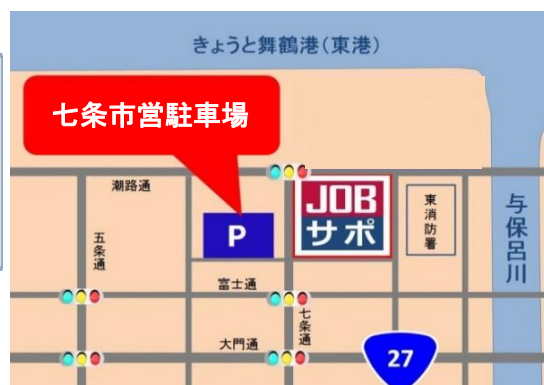 きょうと舞鶴港(東港)
七条市営駐車場
潮路通
JOB
サポ
東消防署
与保呂川
五条通
P
富士通
七条通
大門通
27